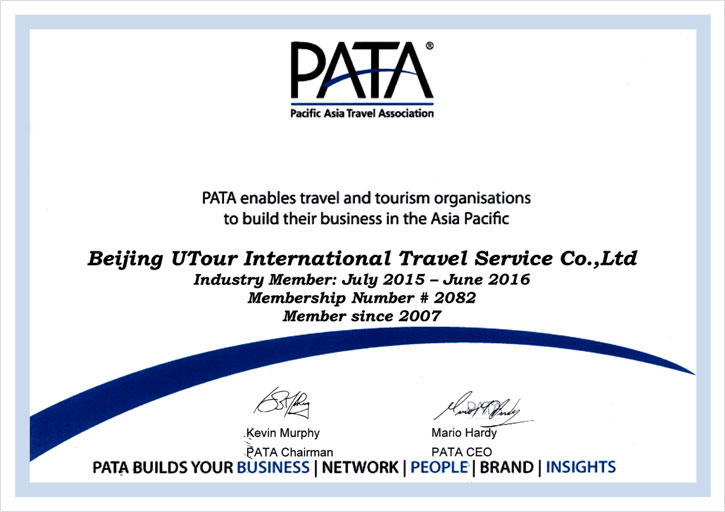 PATA®
Pacific Asia Travel Association
PATA enables travel and tourism organisations
to build their business in the Asia Pacific
Beijing UTour International Travel Service Co.,Ltd
Industry Member: July 2015 – June 2016
Membership Number # 2082
Member since 2007
Kevin Murphy
PATA Chairman
Mario Hardy
PATA CEO
PATA BUILDS YOUR BUSINESS | NETWORK | PEOPLE | BRAND | INSIGHTS